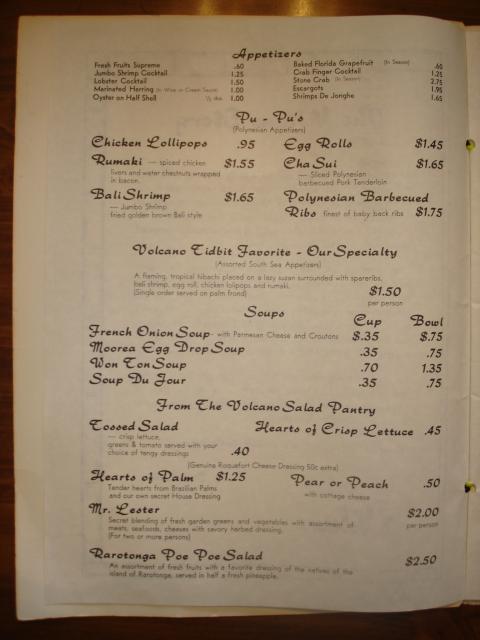 Appetizers
Fresh Fruits Supreme .60
Jumbo Shrimp Cocktail 1.25
Lobster Cocktail 1.50
Marinated Herring (In Wine or Cream Sauce) 1.00
Oyster on Half Shell ½ doz. 1.00
Baked Florida Grapefruit (In Season) .60
Crab Finger Cocktail 1.25
Stone Crab (In Season) 2.75
Escargots 1.95
Shrimps De Jonghe 1.65
Pu - Pu's
(Polynesian Appetizers)
Chicken Lollipops .95
Rumaki — spiced chicken $1.55
livers and water chestnuts wrapped
in bacon.
Bali Shrimp $1.65
— Jumbo Shrimp
fried golden brown Bali style
Egg Rolls $1.45
Cha Sui $1.65
— Sliced Polynesian
barbecued Pork Tenderloin
Polynesian Barbecued
Ribs finest of baby back ribs $1.75
Volcano Tidbit Favorite - Our Specialty
(Assorted South Sea Appetizers)
A flaming, tropical hibachi placed on a lazy susan surrounded with spareribs,
bali shrimp, egg roll, chicken lolipops and rumaki.
(Single order served on palm frond) $1.50
per person
Soups Cup Bowl
French Onion Soup - with Parmesan Cheese and Croutons $.35 $.75
Moorea Egg Drop Soup .35 .75
Won Ton Soup .70 1.35
Soup Du Jour .35 .75
From The Volcano Salad Pantry
Tossed Salad
— crisp lettuce,
greens & tomato served with your
choice of tangy dressings .40
Hearts of Crisp Lettuce .45
(Genuine Roquefort Cheese Dressing 50c extra)
Hearts of Palm $1.25
Tender hearts from Brazilian Palms
and our own secret House Dressing
Pear or Peach .50
with cottage cheese
Mr. Lester $2.00
Secret blending of fresh garden greens and vegetables with assortment of per person
meats, seafoods, cheeses with savory herbed dressing.
(For two or more persons)
Rarotonga Poe Poe Salad $2.50
An assortment of fresh fruits with a favorite dressing of the natives of the
island of Rarotonga, served in half a fresh pineapple.